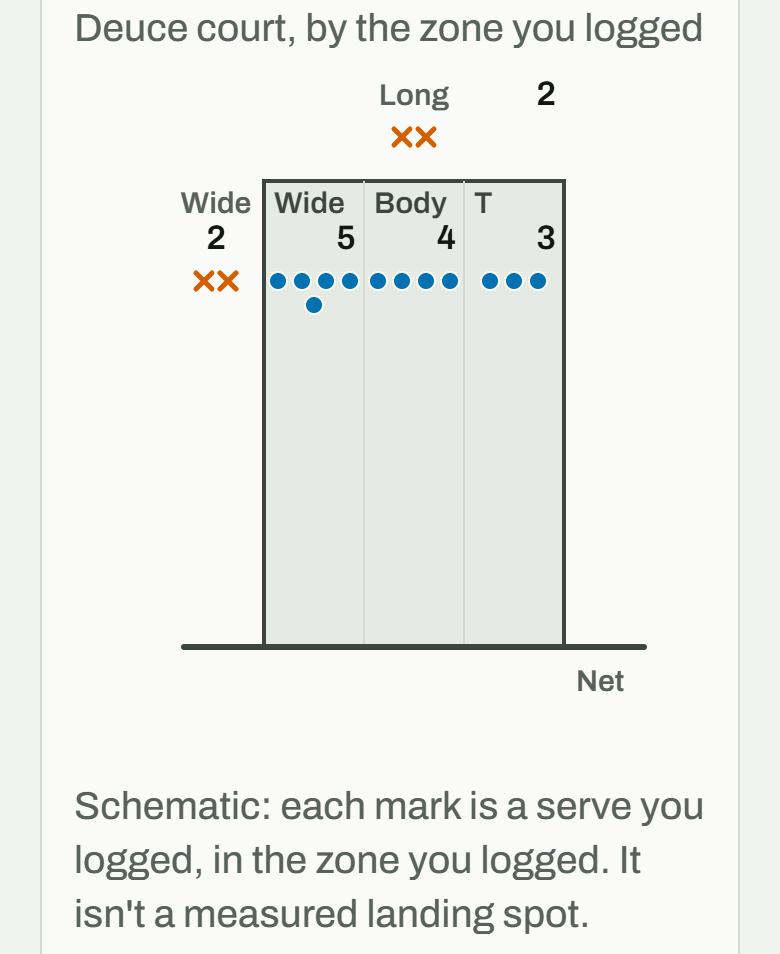 Deuce court, by the zone you logged
Long 2
Wide Wide Body T
2 5 4 3
Net
Schematic: each mark is a serve you
logged, in the zone you logged. It
isn't a measured landing spot.